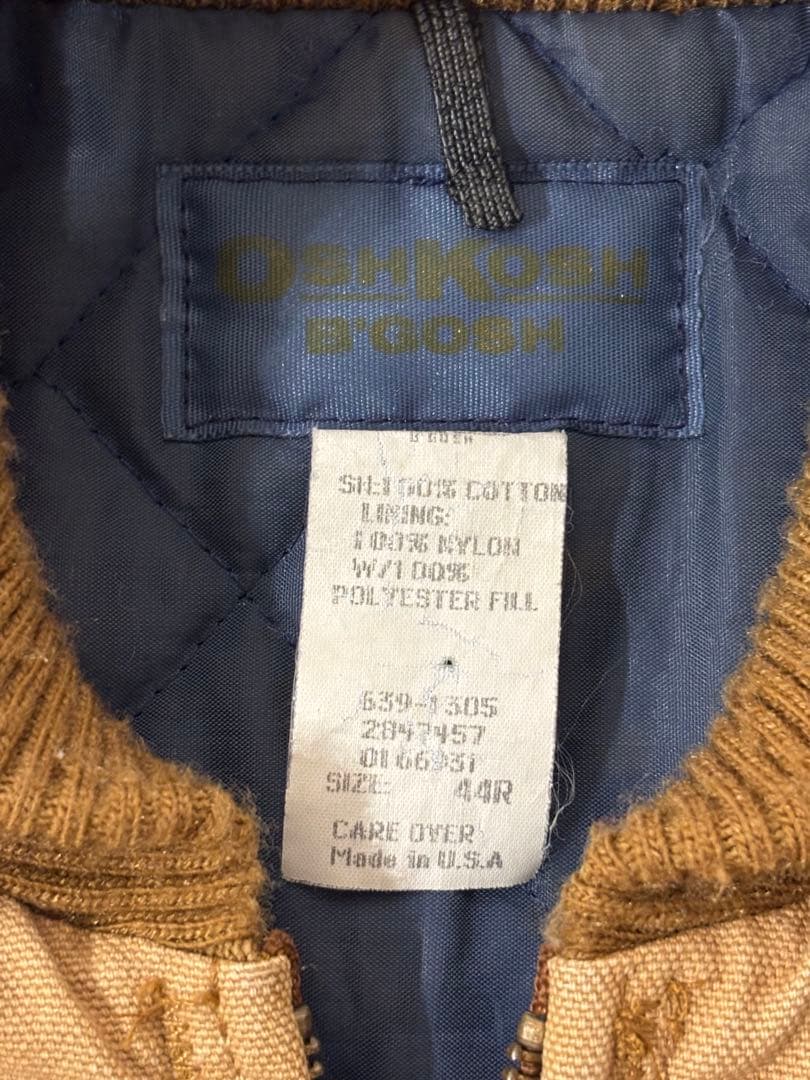 OSHKOSH
B'GOSH
B'GOSH
SH:100% COTTON
LINING:
100% NYLON
W/100%
POLYESTER FILL
639-1305
2847457
0166931
SIZE: 44R
CARE OVER
Made in U.S.A